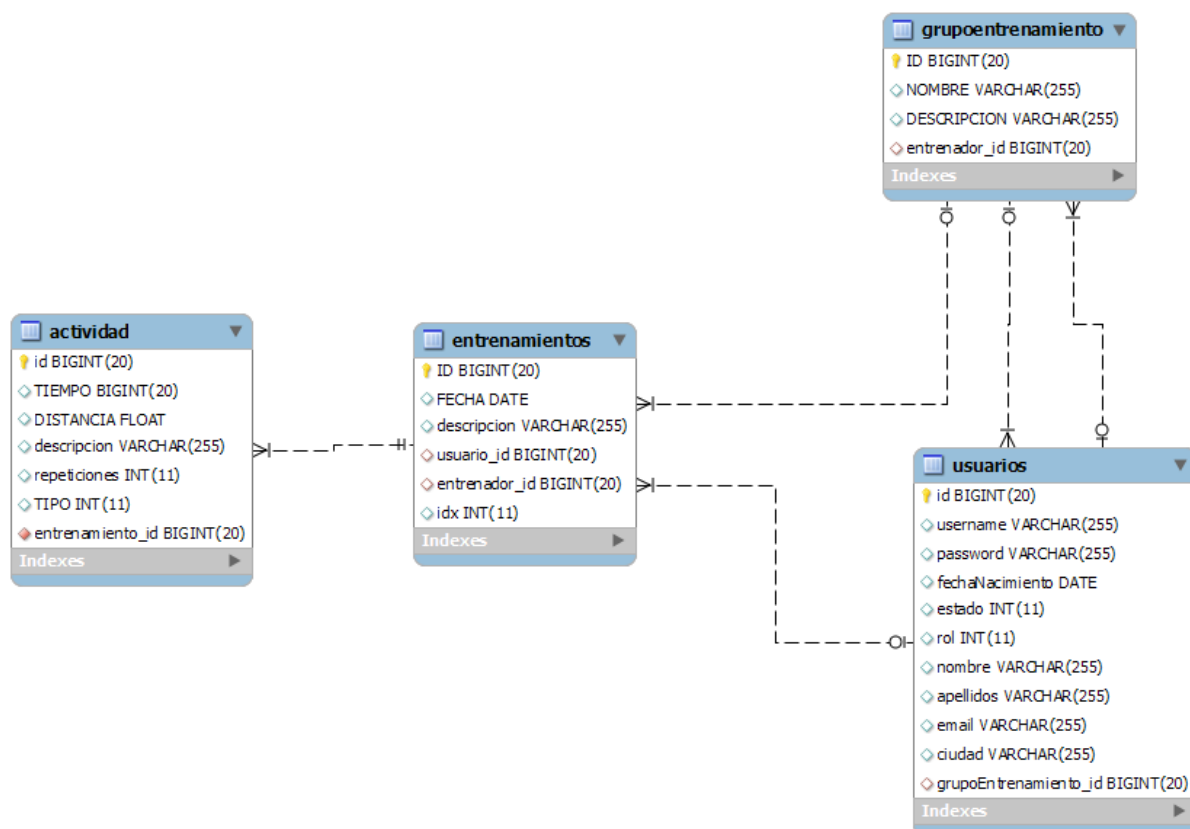 grupoentrenamiento
ID BIGINT(20)
NOMBRE VARCHAR(255)
DESCRIPCION VARCHAR(255)
entrenador_id BIGINT(20)
Indexes
actividad
id BIGINT(20)
TIEMPO BIGINT(20)
DISTANCIA FLOAT
descripcion VARCHAR(255)
repeticiones INT(11)
TIPO INT(11)
entrenamiento_id BIGINT(20)
Indexes
entrenamientos
ID BIGINT(20)
FECHA DATE
descripcion VARCHAR(255)
usuario_id BIGINT(20)
entrenador_id BIGINT(20)
idx INT(11)
Indexes
usuarios
id BIGINT(20)
username VARCHAR(255)
password VARCHAR(255)
fechaNacimiento DATE
estado INT(11)
rol INT(11)
nombre VARCHAR(255)
apellidos VARCHAR(255)
email VARCHAR(255)
ciudad VARCHAR(255)
grupoEntrenamiento_id BIGINT(20)
Indexes